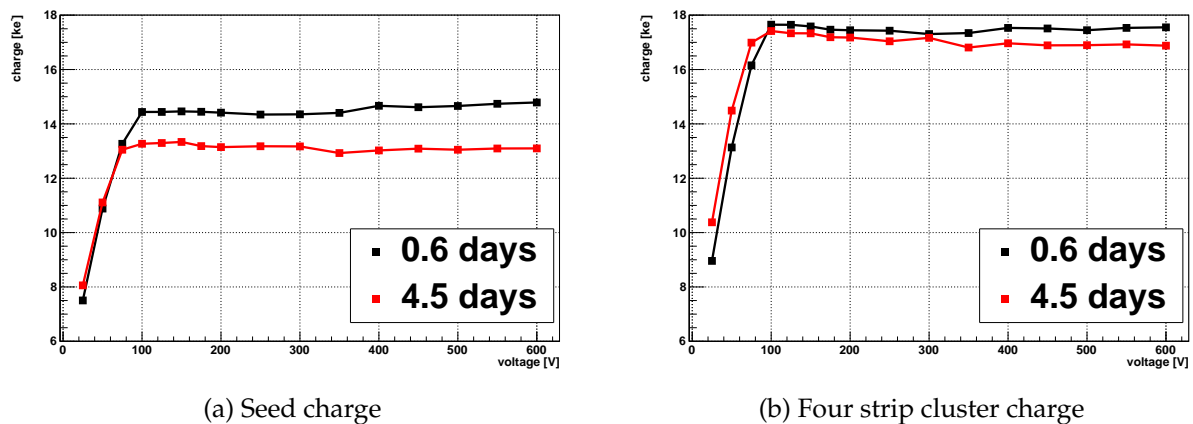 charge [ke⁻]
18
16
14
12
10
8
6
0 100 200 300 400 500 600
voltage [V]
0.6 days
4.5 days
(a) Seed charge
charge [ke⁻]
18
16
14
12
10
8
6
0 100 200 300 400 500 600
voltage [V]
0.6 days
4.5 days
(b) Four strip cluster charge